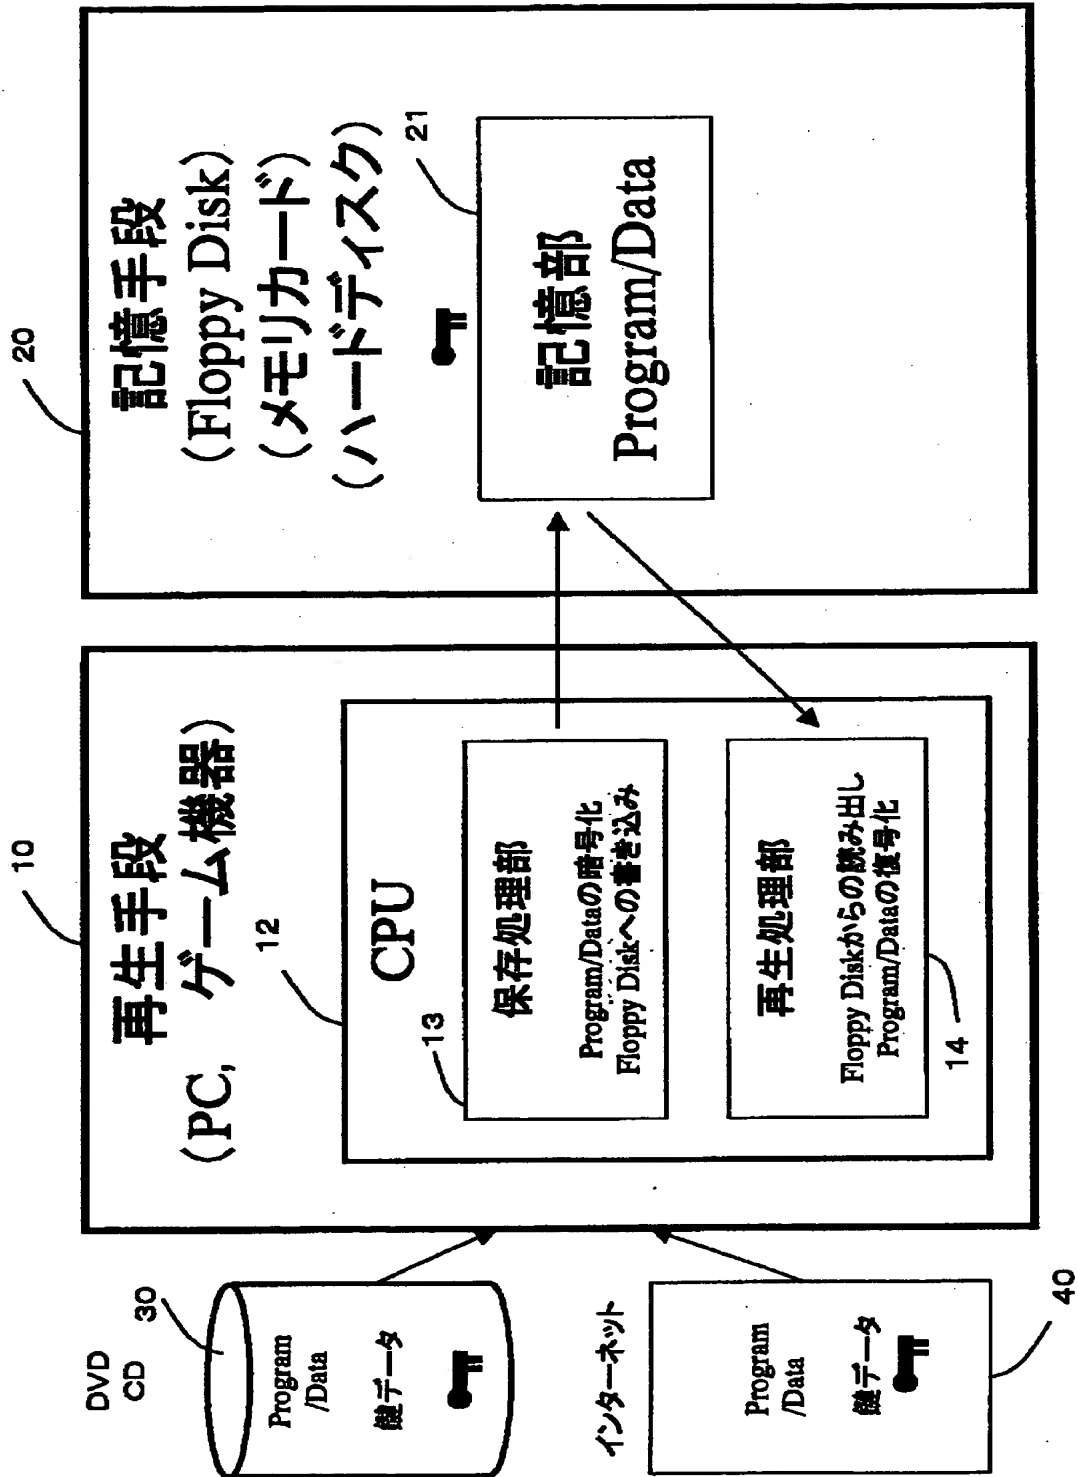 DVD
CD
30
Program
/Data
鍵データ
インターネット
Program
/Data
鍵データ
40
10
再生手段
(PC, ゲーム機器)
12
CPU
13
保存処理部
Program/Dataの暗号化
Floppy Diskへの書き込み
再生処理部
Floppy Diskからの読み出し
Program/Dataの復号化
14
20
記憶手段
(Floppy Disk)
(メモリカード)
(ハードディスク)
21
記憶部
Program/Data